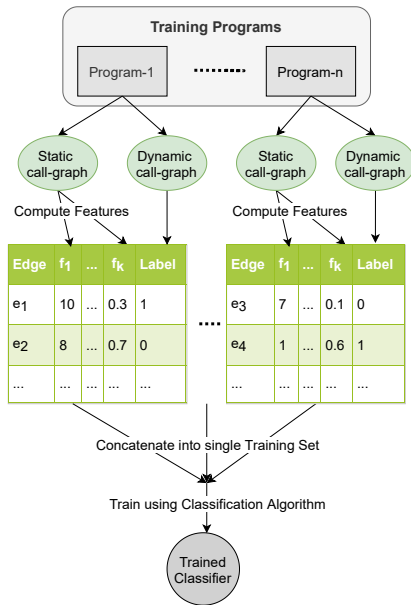 Training Programs
Program-1 ........ Program-n
Static
call-graph
Dynamic
call-graph
Static
call-graph
Dynamic
call-graph
Compute Features
Compute Features
Edge f1 ... fk Label
e1 10 ... 0.3 1
e2 8 ... 0.7 0
... ... ... ... ...
....
Edge f1 ... fk Label
e3 7 ... 0.1 0
e4 1 ... 0.6 1
... ... ... ... ...
Concatenate into single Training Set
Train using Classification Algorithm
Trained
Classifier